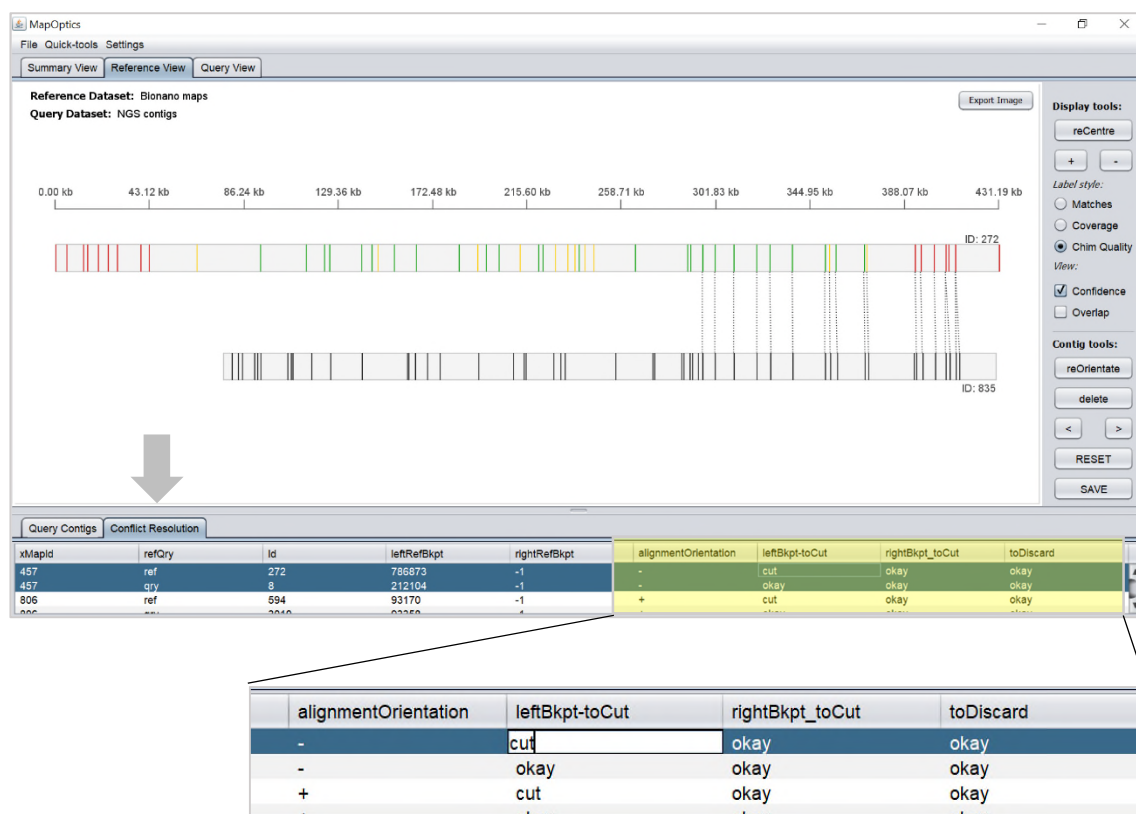 MapOptics
File Quick-tools Settings
Summary View Reference View Query View
Reference Dataset: Bionano maps
Query Dataset: NGS contigs
Export Image
Display tools:
reCentre
+ -
Label style:
Matches
Coverage
Chim Quality
View:
Confidence
Overlap
Contig tools:
reOrientate
delete
< >
RESET
SAVE
0.00 kb 43.12 kb 86.24 kb 129.36 kb 172.48 kb 215.60 kb 258.71 kb 301.83 kb 344.95 kb 388.07 kb 431.19 kb
ID: 272
ID: 835
Query Contigs Conflict Resolution
xMapId refQry Id leftRefBkpt rightRefBkpt alignmentOrientation leftBkpt-toCut rightBkpt_toCut toDiscard
457 ref 272 786873 -1 - cut okay okay
457 qry 8 212104 -1 - okay okay okay
806 ref 594 93170 -1 + cut okay okay
alignmentOrientation leftBkpt-toCut rightBkpt_toCut toDiscard
- cut okay okay
- okay okay okay
+ cut okay okay